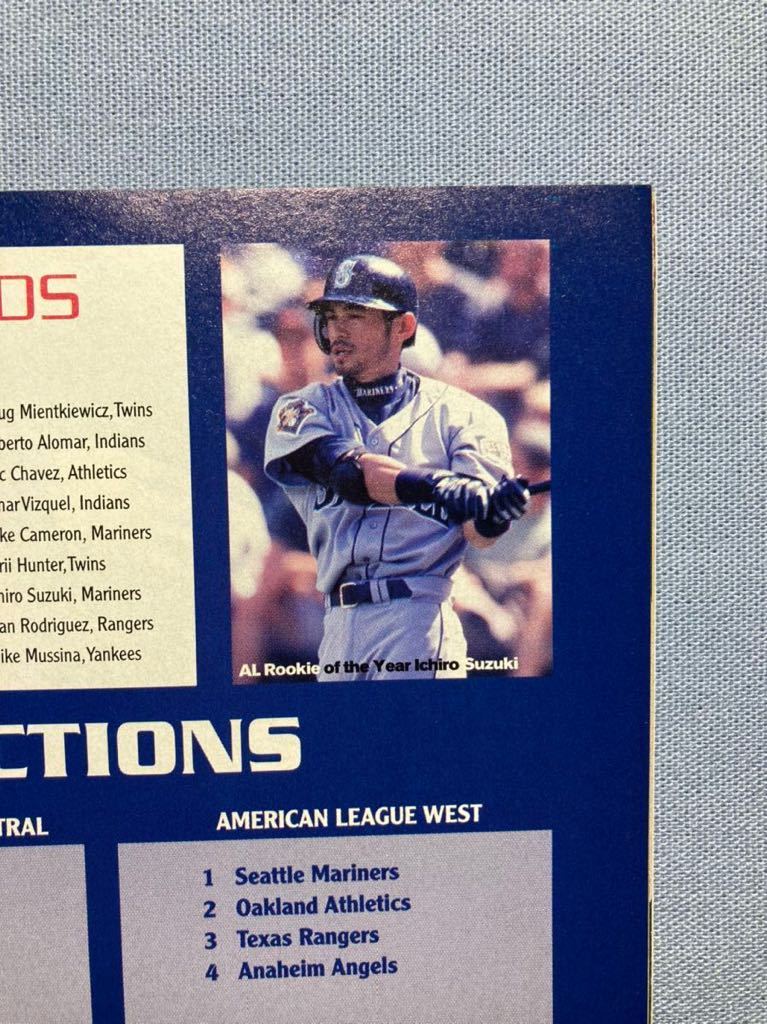 DS
ug Mientkiewicz, Twins
berto Alomar, Indians
c Chavez, Athletics
mar Vizquel, Indians
ke Cameron, Mariners
rii Hunter, Twins
hiro Suzuki, Mariners
an Rodriguez, Rangers
ike Mussina, Yankees
MARINERS
AL Rookie of the Year Ichiro Suzuki
CTIONS
TRAL
AMERICAN LEAGUE WEST
1 Seattle Mariners
2 Oakland Athletics
3 Texas Rangers
4 Anaheim Angels